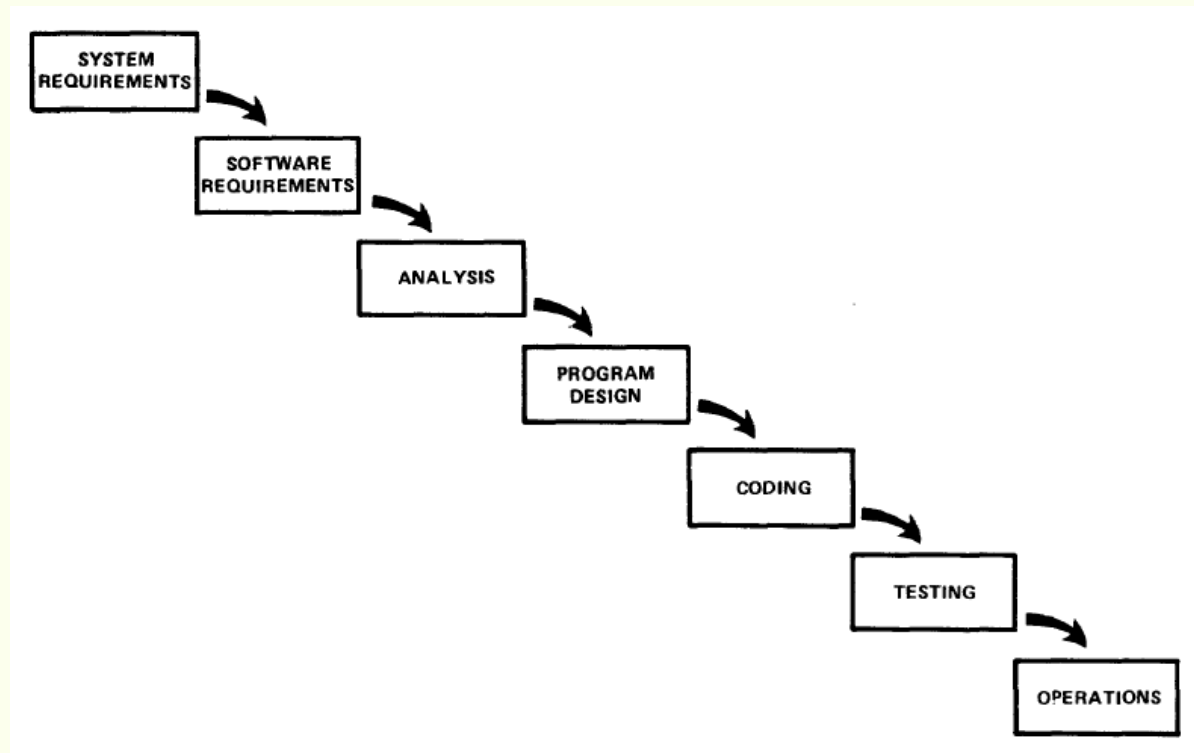 SYSTEM
REQUIREMENTS
SOFTWARE
REQUIREMENTS
ANALYSIS
PROGRAM
DESIGN
CODING
TESTING
OPERATIONS